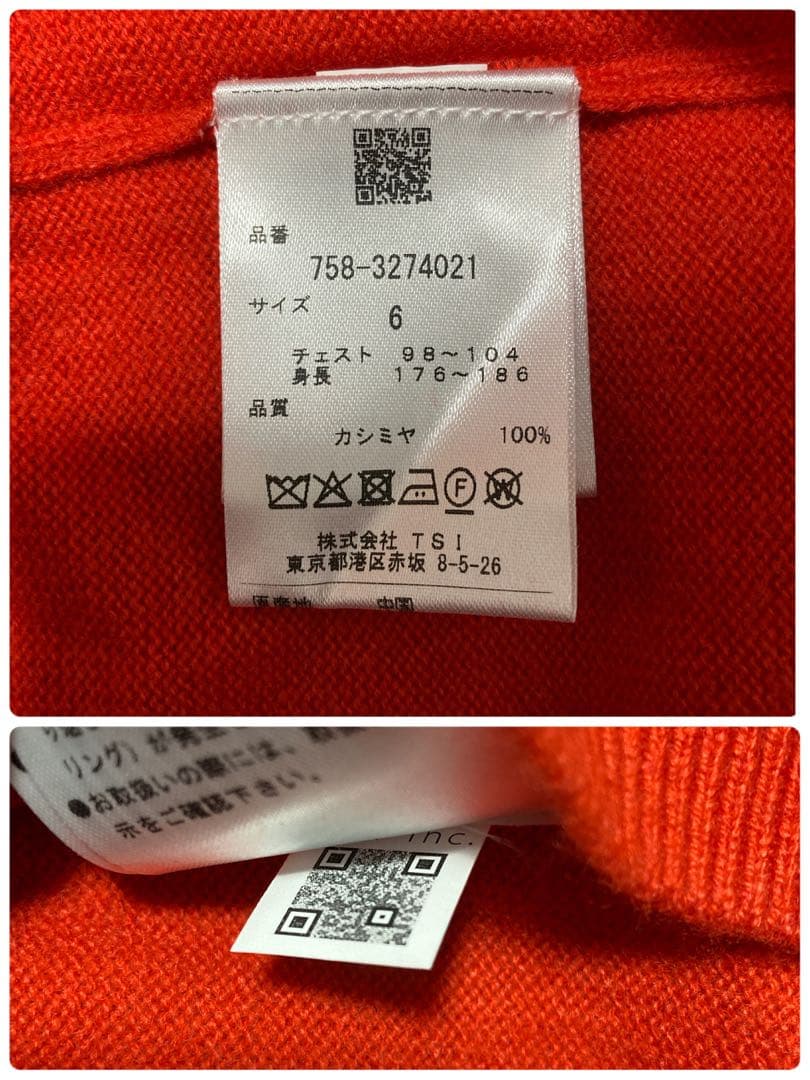 品番
758-3274021
サイズ
6
チェスト 98～104
身長 176～186
品質
カシミヤ 100%
F
W
株式会社 TSI
東京都港区赤坂 8-5-26
リング）が発生
●お取扱いの際には、
示をご確認下さい。
inc.